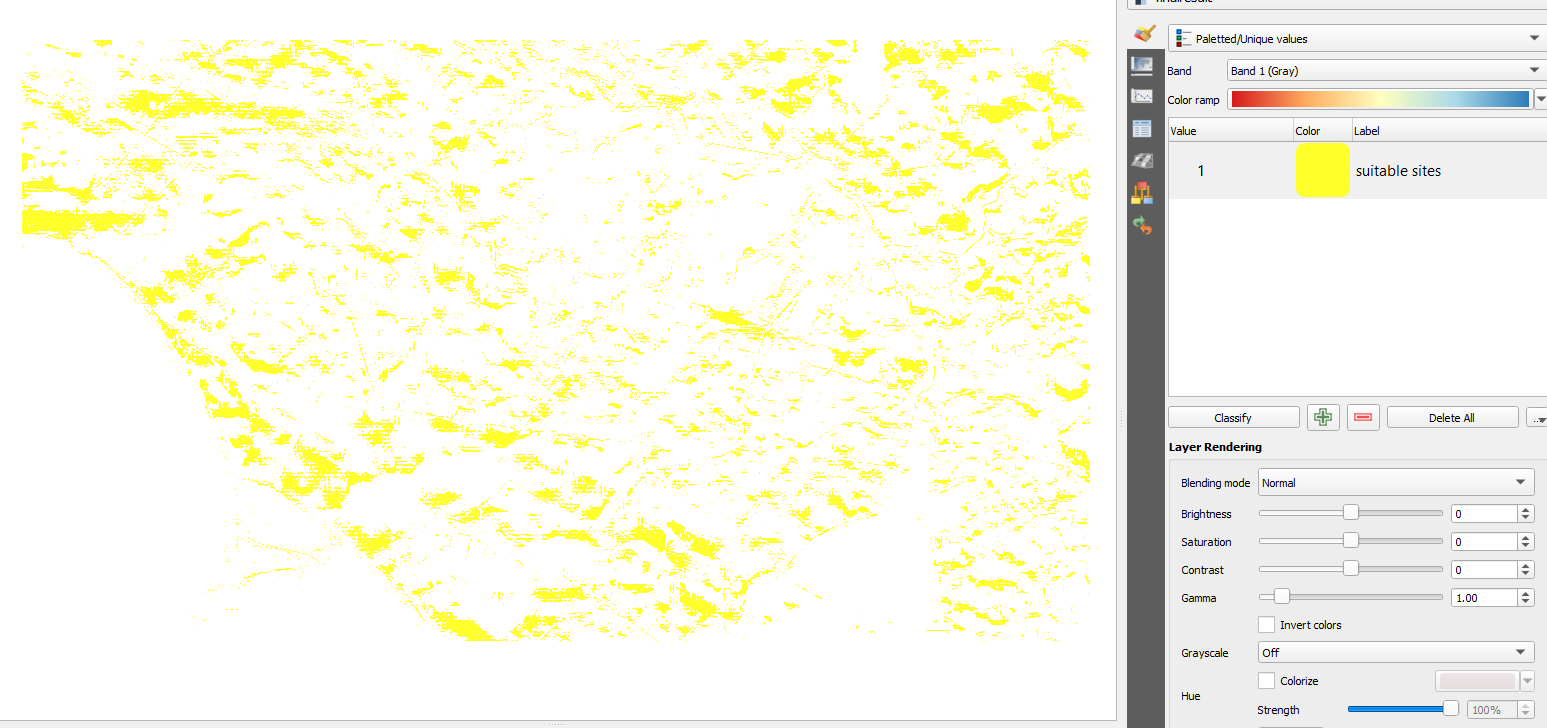 Paletted/Unique values
Band
Band 1 (Gray)
Color ramp
Value Color Label
1 suitable sites
Classify
Delete All
...
Layer Rendering
Blending mode
Normal
Brightness
0
Saturation
0
Contrast
0
Gamma
1.00
Invert colors
Grayscale
Off
Hue
Colorize
Strength
100%